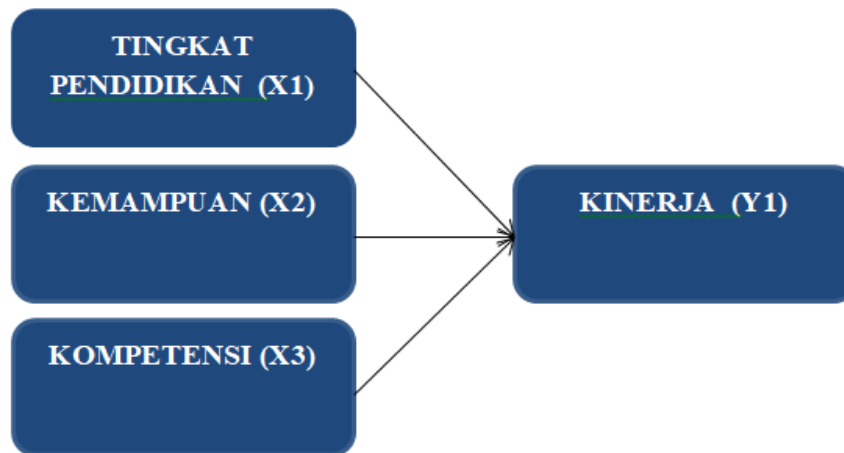 TINGKAT
PENDIDIKAN (X1)
KEMAMPUAN (X2)
KINERJA (Y1)
KOMPETENSI (X3)